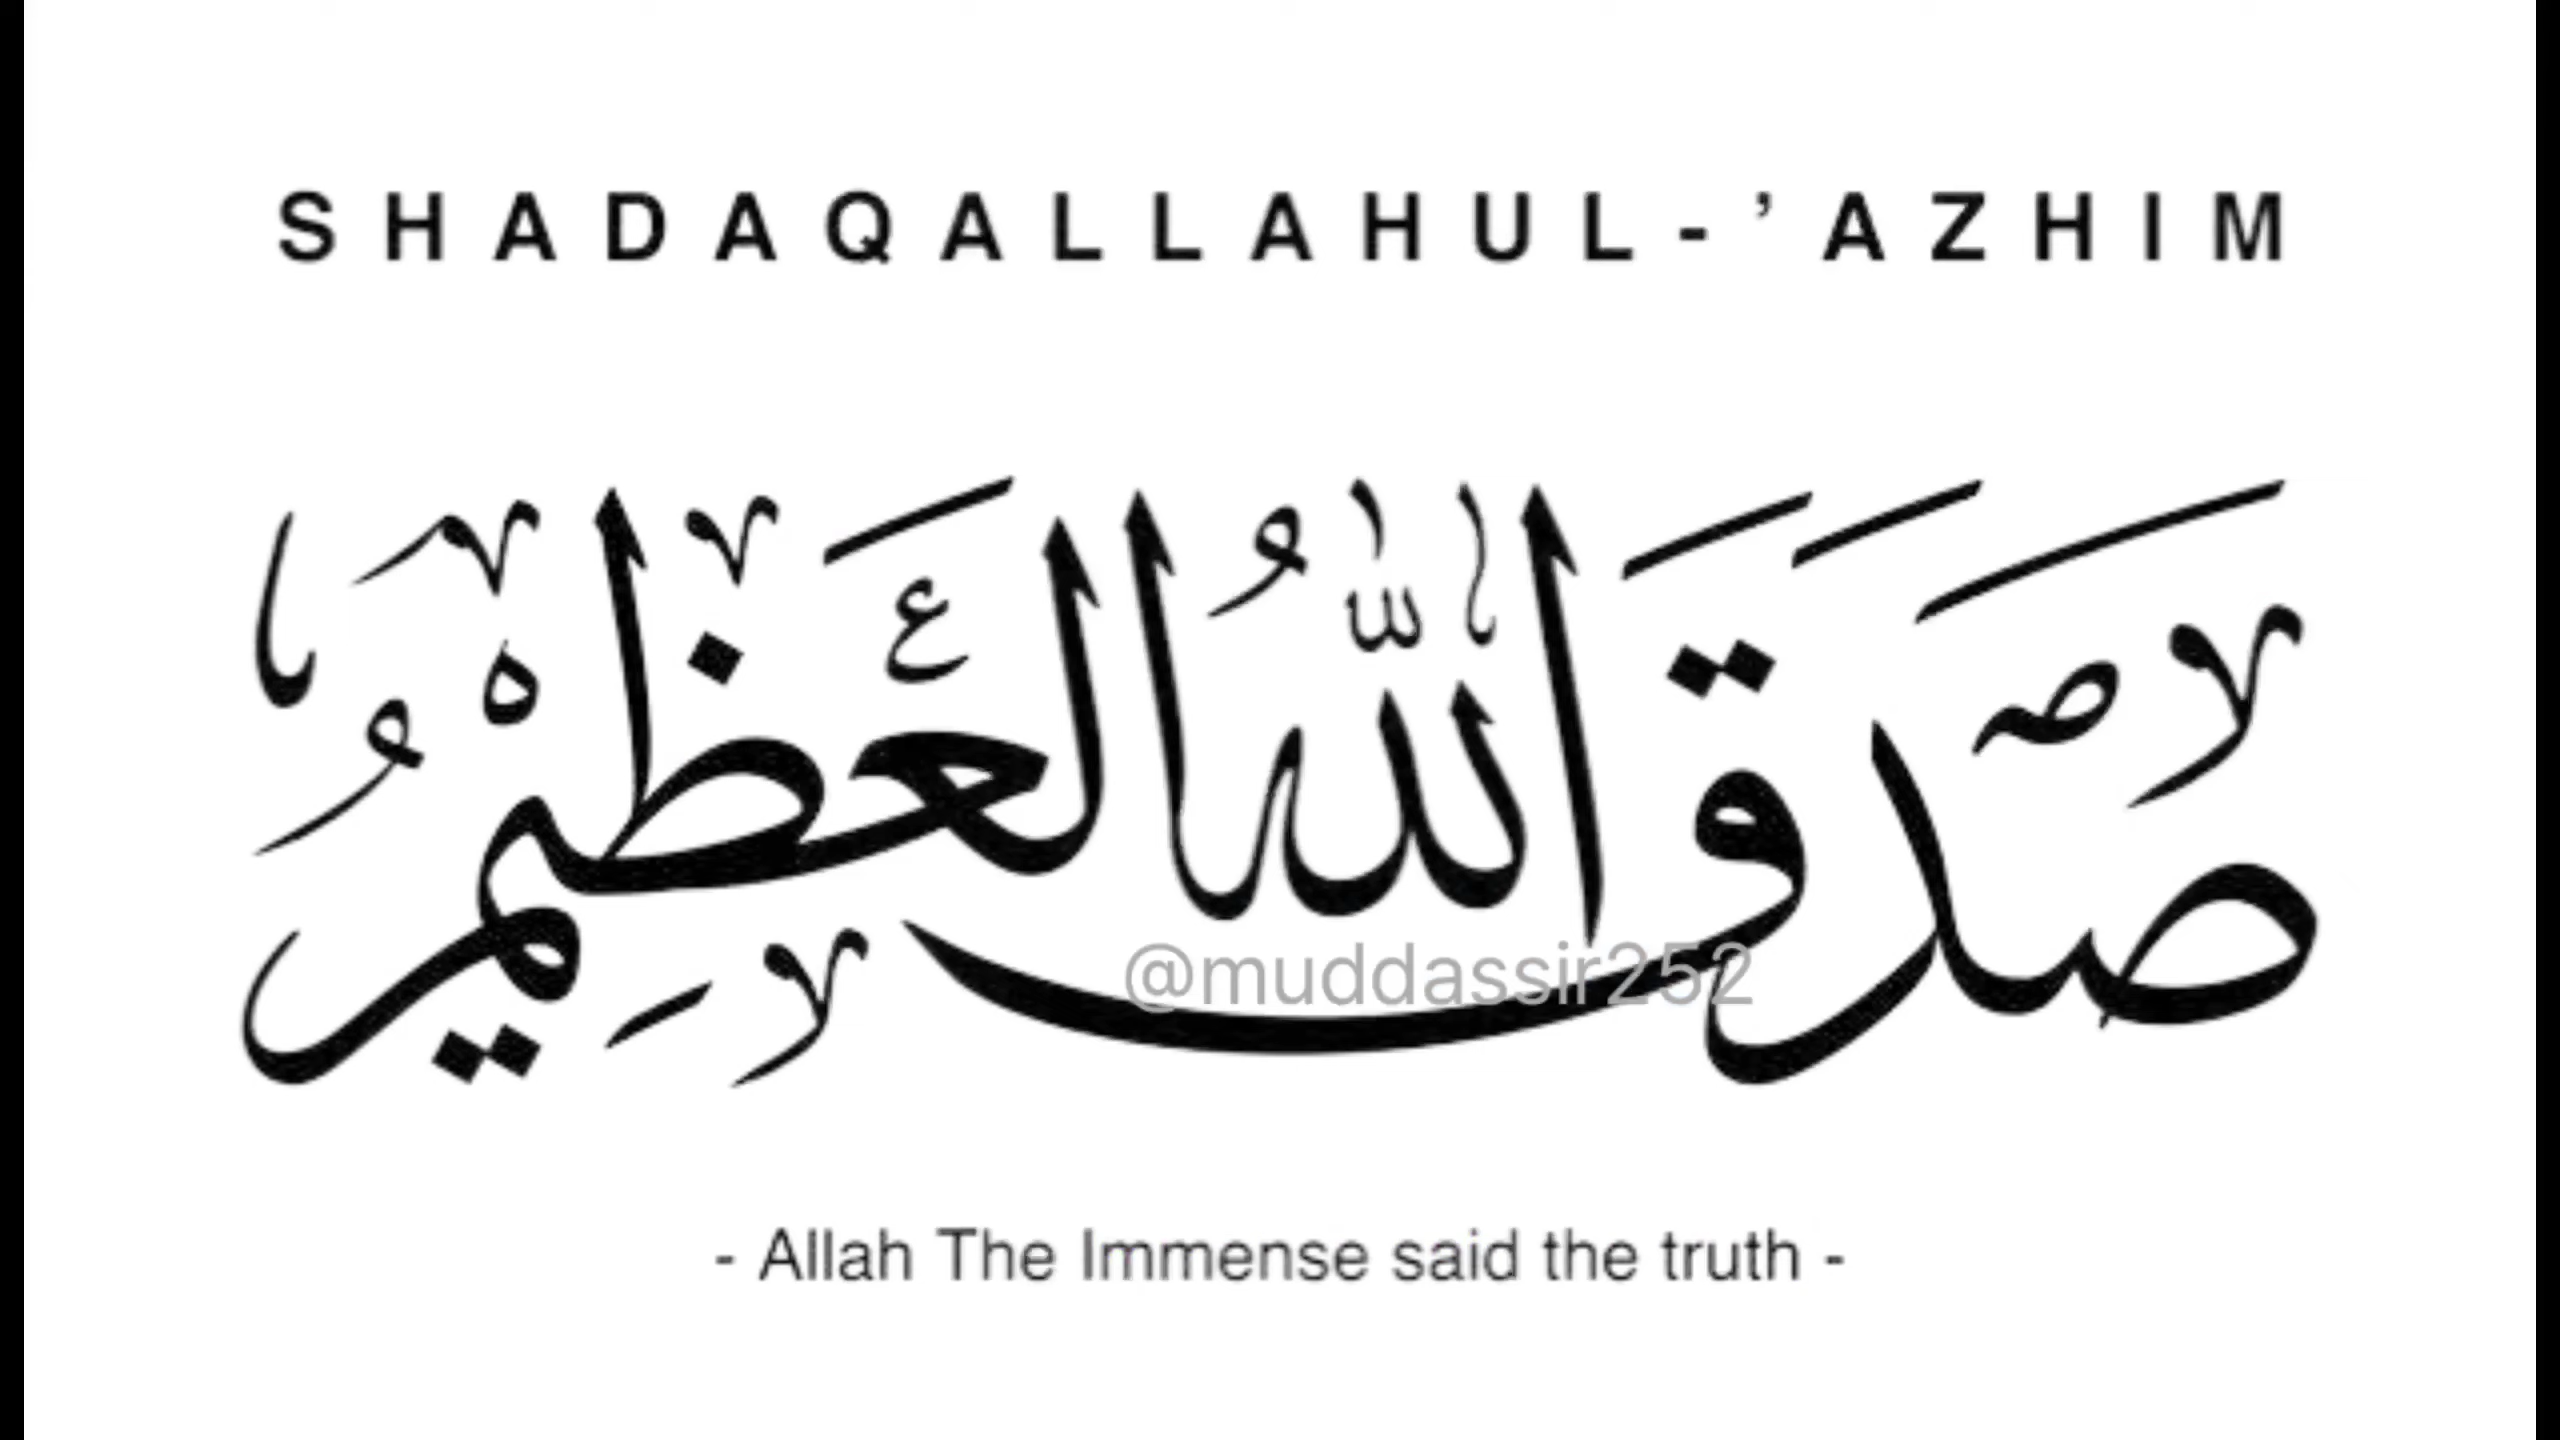 SHADAQALLAHUL-’AZHIM
صَدَقَ اللّٰهُ الْعَظِيْمُ
@muddassir252
- Allah The Immense said the truth -